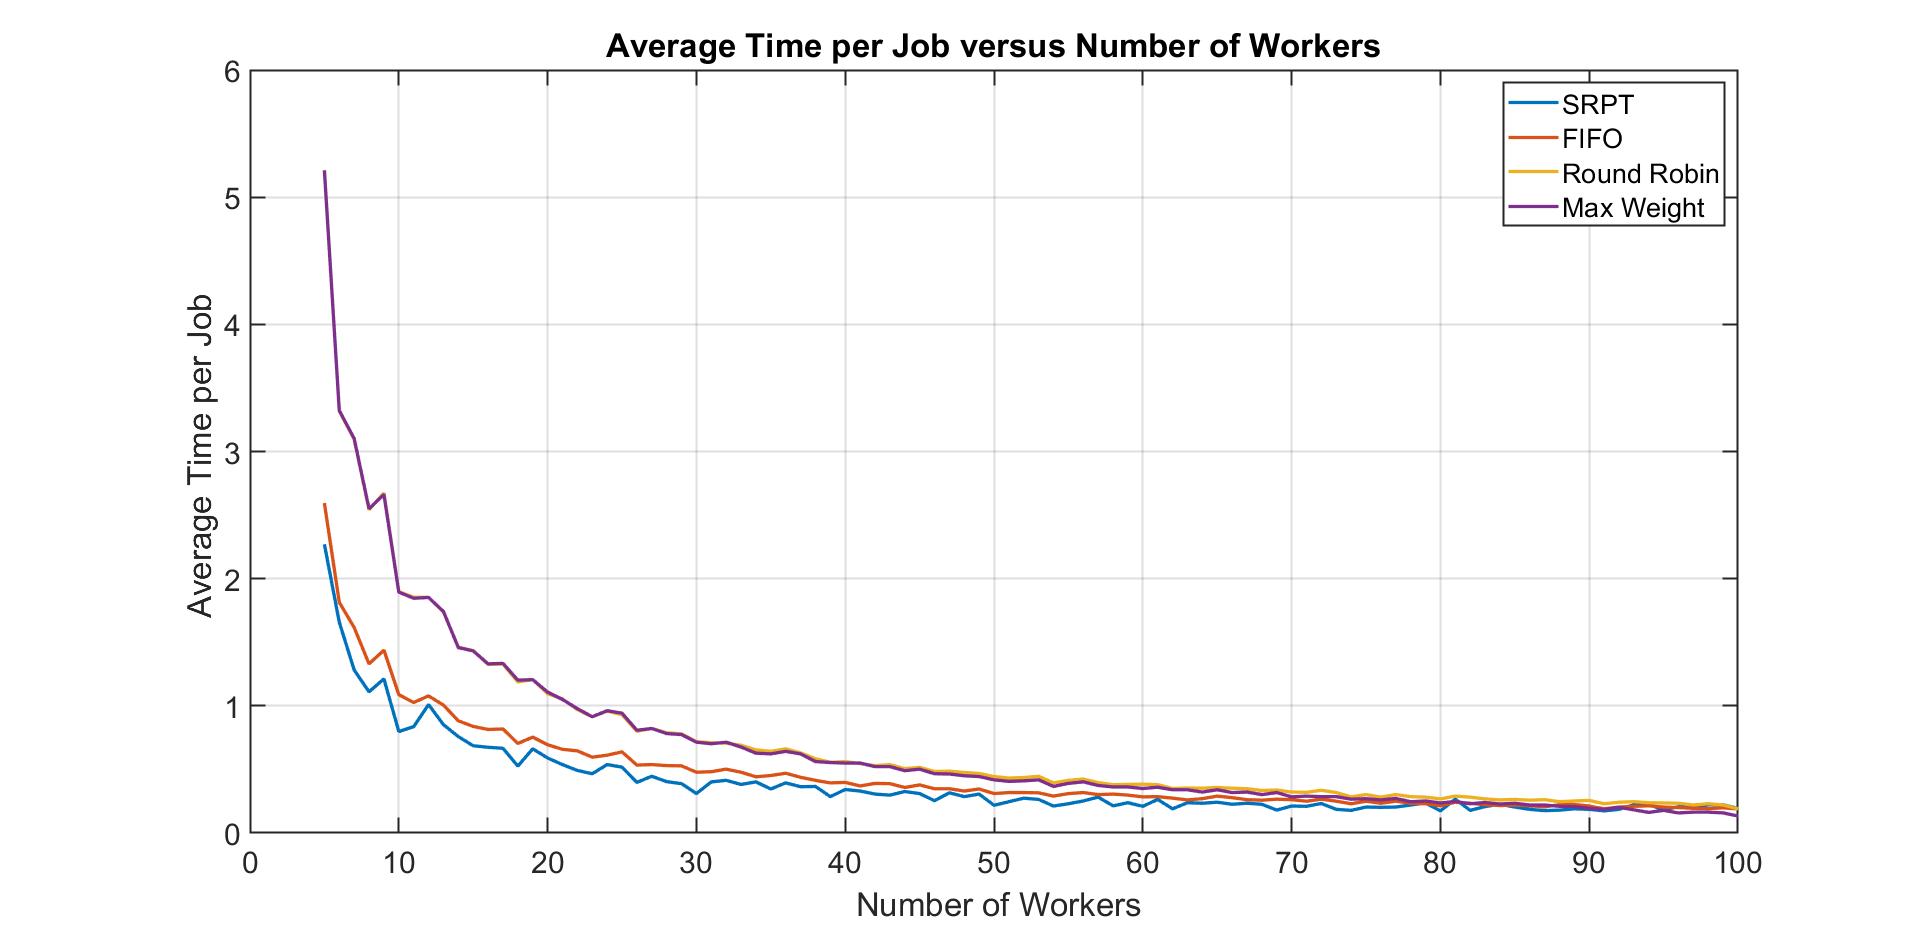 Average Time per Job versus Number of Workers
6
5
4
3
2
1
0
Average Time per Job
SRPT
FIFO
Round Robin
Max Weight
0 10 20 30 40 50 60 70 80 90 100
Number of Workers